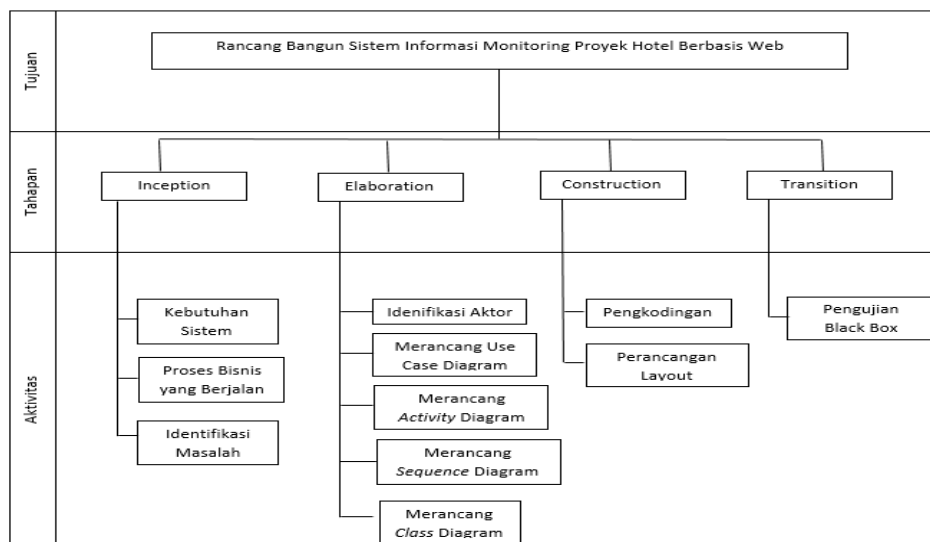 Tujuan
Rancang Bangun Sistem Informasi Monitoring Proyek Hotel Berbasis Web
Tahapan
Inception
Elaboration
Construction
Transition
Aktivitas
Kebutuhan
Sistem
Proses Bisnis
yang Berjalan
Identifikasi
Masalah
Idenifikasi Aktor
Merancang Use
Case Diagram
Merancang
Activity Diagram
Merancang
Sequence Diagram
Merancang
Class Diagram
Pengkodingan
Perancangan
Layout
Pengujian
Black Box